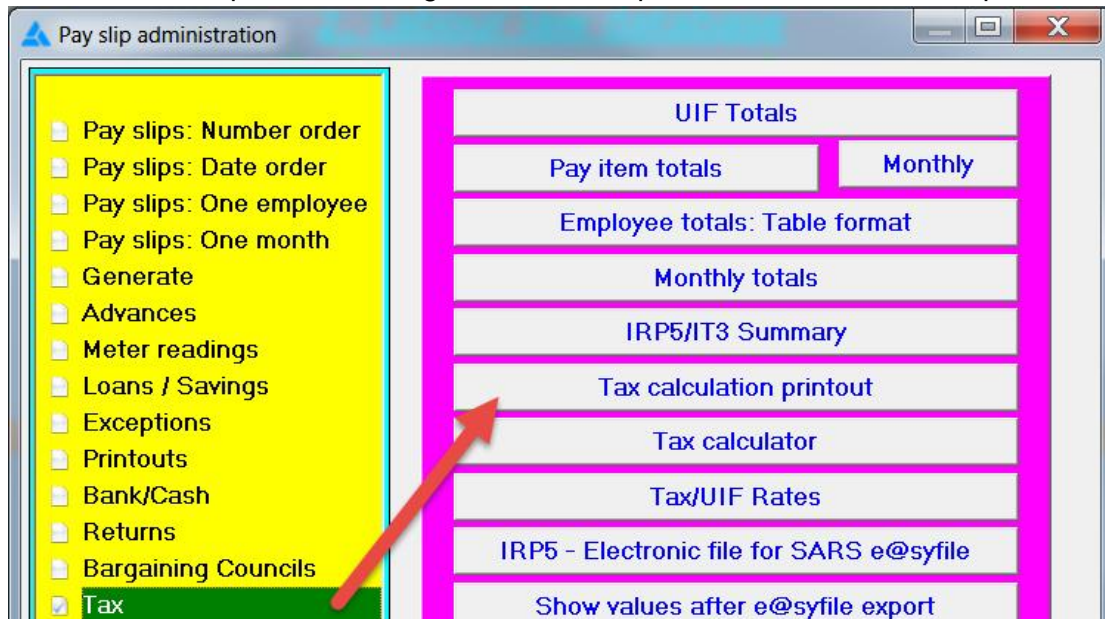 Pay slip administration
Pay slips: Number order
Pay slips: Date order
Pay slips: One employee
Pay slips: One month
Generate
Advances
Meter readings
Loans / Savings
Exceptions
Printouts
Bank/Cash
Returns
Bargaining Councils
Tax
UIF Totals
Pay item totals
Monthly
Employee totals: Table format
Monthly totals
IRP5/IT3 Summary
Tax calculation printout
Tax calculator
Tax/UIF Rates
IRP5 - Electronic file for SARS e@syfile
Show values after e@syfile export